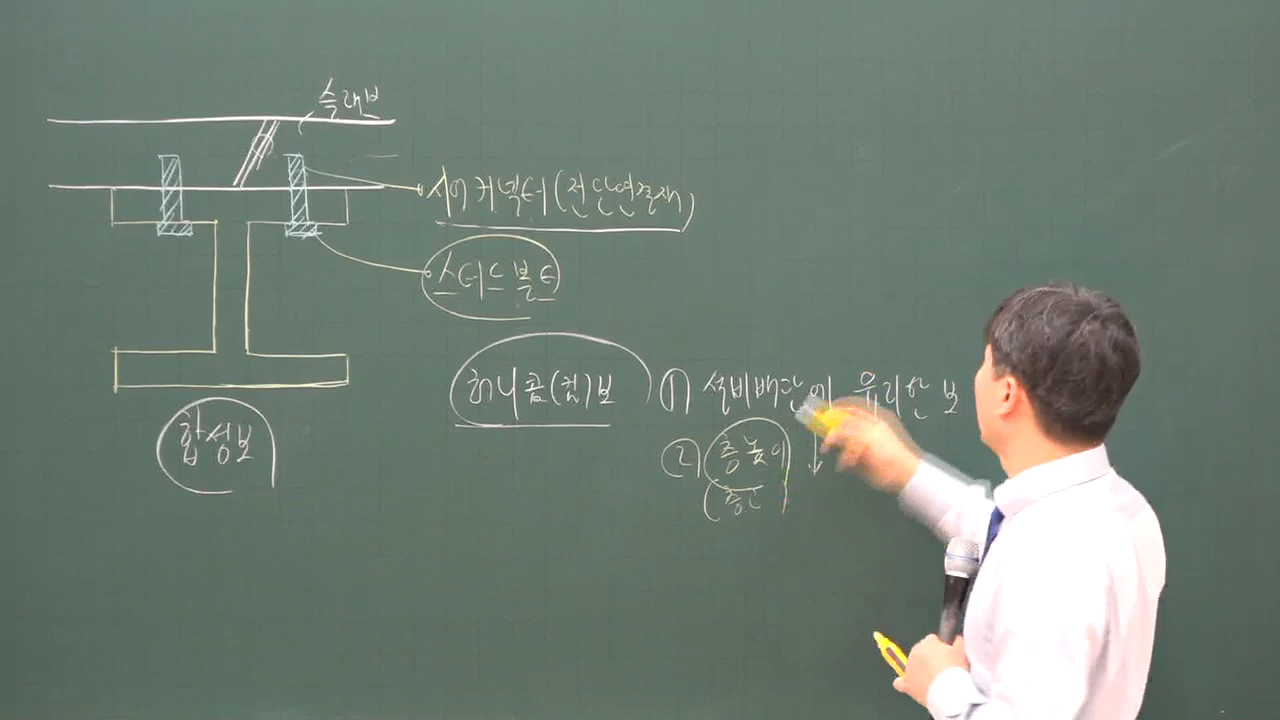 슬래브
시어 커넥터(전단연결재)
스터드 볼트
합성보
허니콤(컴)보
① 설비배관에 유리한 보
② 층높이 ↓
(층고)